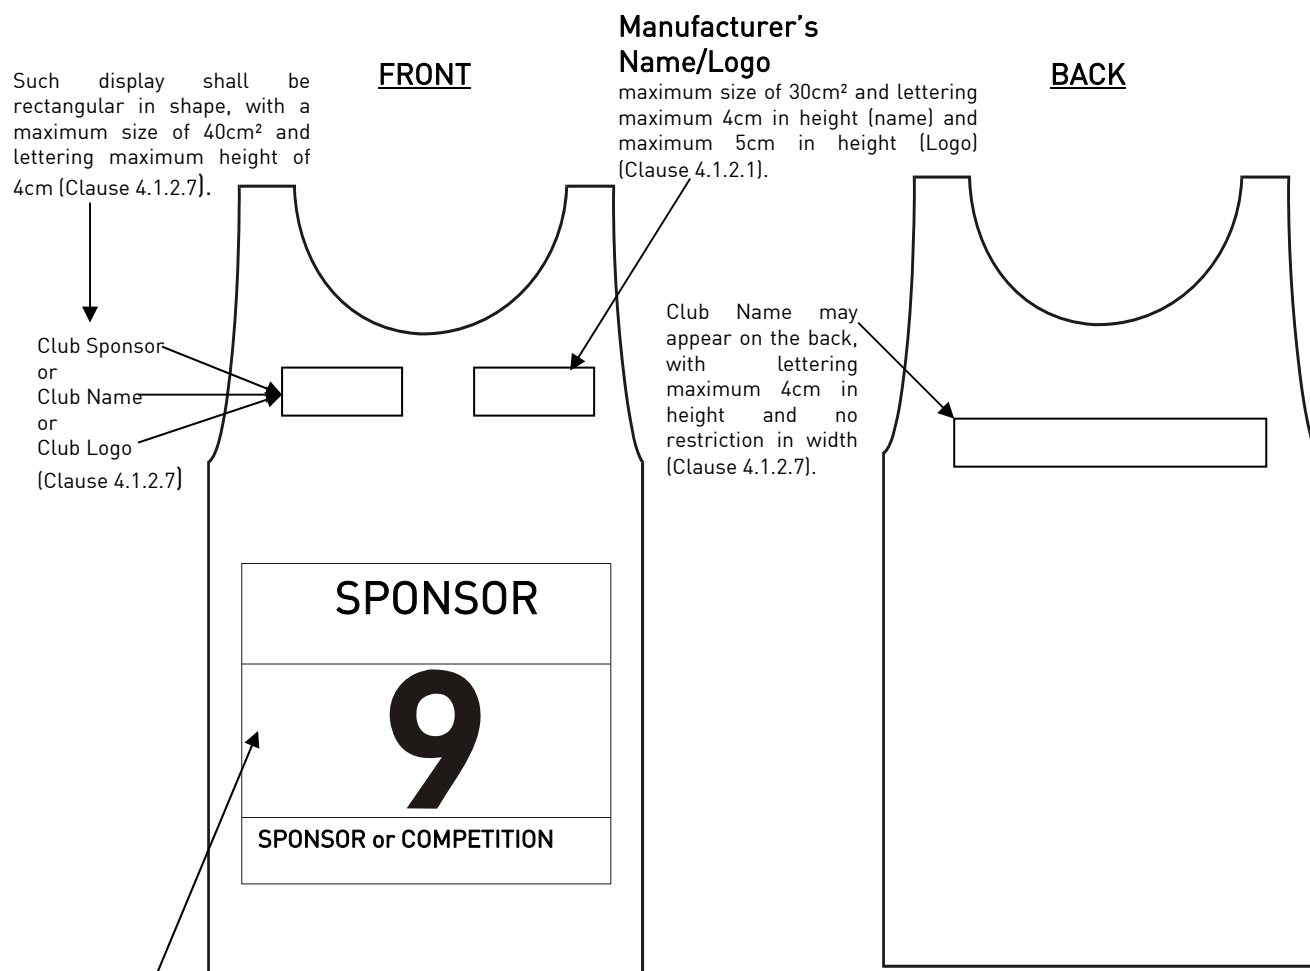 Manufacturer’s
Name/Logo
maximum size of 30cm² and lettering
maximum 4cm in height (name) and
maximum 5cm in height (Logo)
(Clause 4.1.2.1).
FRONT
BACK
Such display shall be
rectangular in shape, with a
maximum size of 40cm² and
lettering maximum height of
4cm (Clause 4.1.2.7).
Club Sponsor
or
Club Name
or
Club Logo
(Clause 4.1.2.7)
Club Name may
appear on the back,
with lettering
maximum 4cm in
height and no
restriction in width
(Clause 4.1.2.7).
SPONSOR
9
SPONSOR or COMPETITION